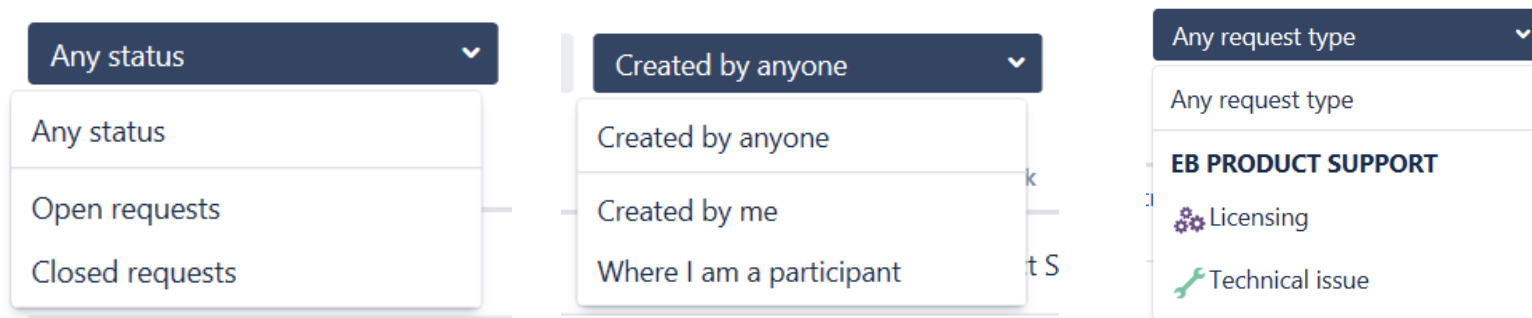 Any status
Any status
Open requests
Closed requests
Created by anyone
Created by anyone
Created by me
Where I am a participant
k
t S
Any request type
Any request type
EB PRODUCT SUPPORT
Licensing
Technical issue